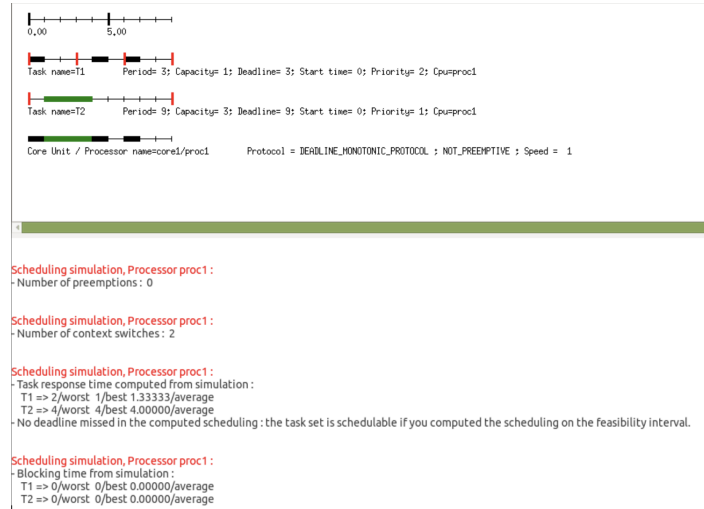 0,00 5,00
Task name=T1 Period= 3; Capacity= 1; Deadline= 3; Start time= 0; Priority= 2; Cpu=proc1
Task name=T2 Period= 9; Capacity= 3; Deadline= 9; Start time= 0; Priority= 1; Cpu=proc1
Core Unit / Processor name=core1/proc1 Protocol = DEADLINE_MONOTONIC_PROTOCOL ; NOT_PREEMPTIVE ; Speed = 1
Scheduling simulation, Processor proc1 :
- Number of preemptions : 0
Scheduling simulation, Processor proc1 :
- Number of context switches : 2
Scheduling simulation, Processor proc1 :
- Task response time computed from simulation :
T1 => 2/worst 1/best 1.33333/average
T2 => 4/worst 4/best 4.00000/average
- No deadline missed in the computed scheduling : the task set is schedulable if you computed the scheduling on the feasibility interval.
Scheduling simulation, Processor proc1 :
- Blocking time from simulation :
T1 => 0/worst 0/best 0.00000/average
T2 => 0/worst 0/best 0.00000/average